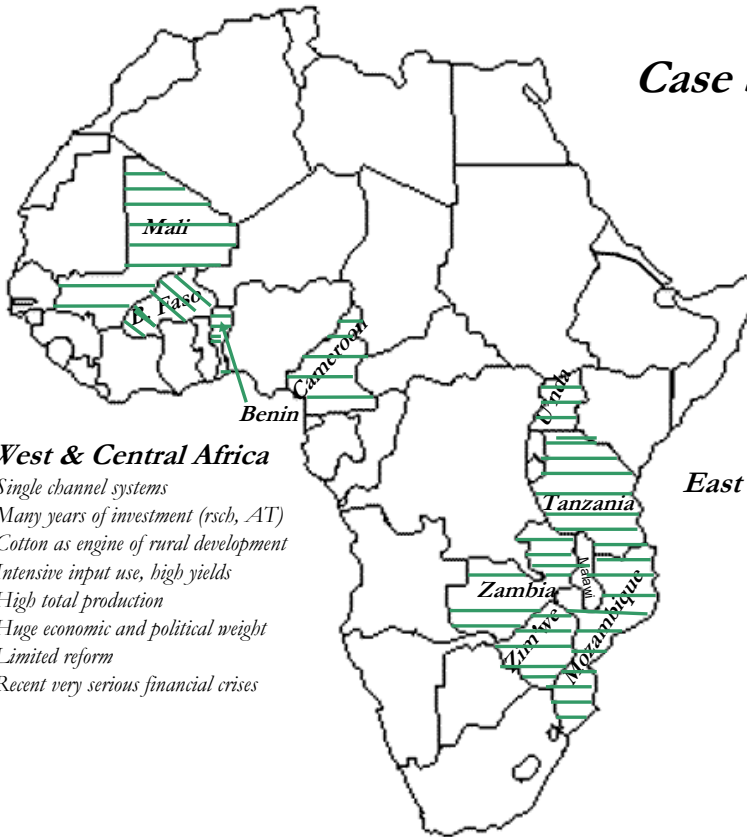 Case
Mali
B. Faso
Cameroon
Benin
U'nda
West & Central Africa
Single channel systems
Many years of investment (rsch, AT)
Cotton as engine of rural development
Intensive input use, high yields
High total production
Huge economic and political weight
Limited reform
Recent very serious financial crises
East
Tanzania
Malawi
Zambia
Zim'we
Mozambique